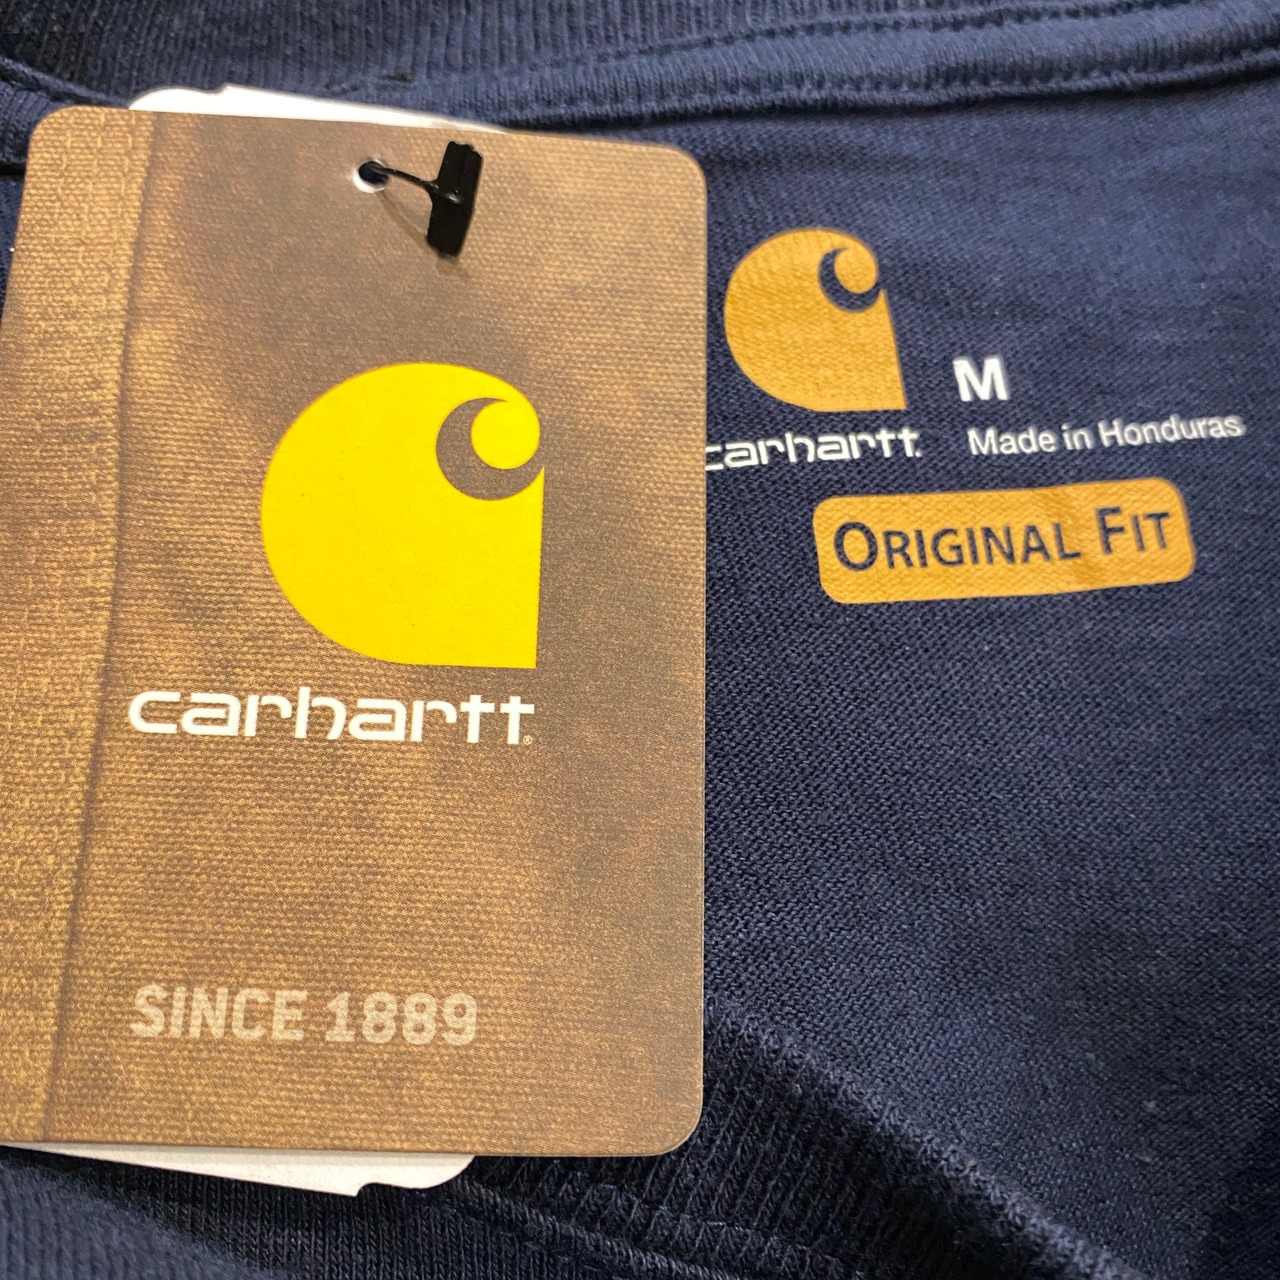 carhartt®
SINCE 1889
carhartt.
M
Made in Honduras
ORIGINAL FIT